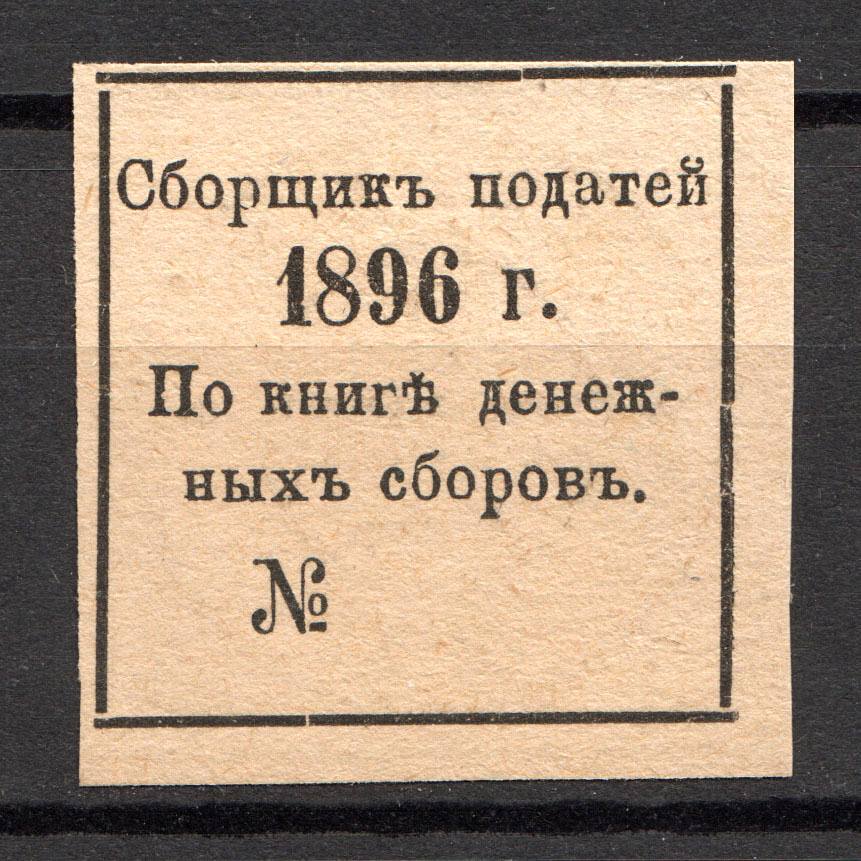 Сборщикъ податей
1896 г.
По книгѣ денеж-
ныхъ сборовъ.
№